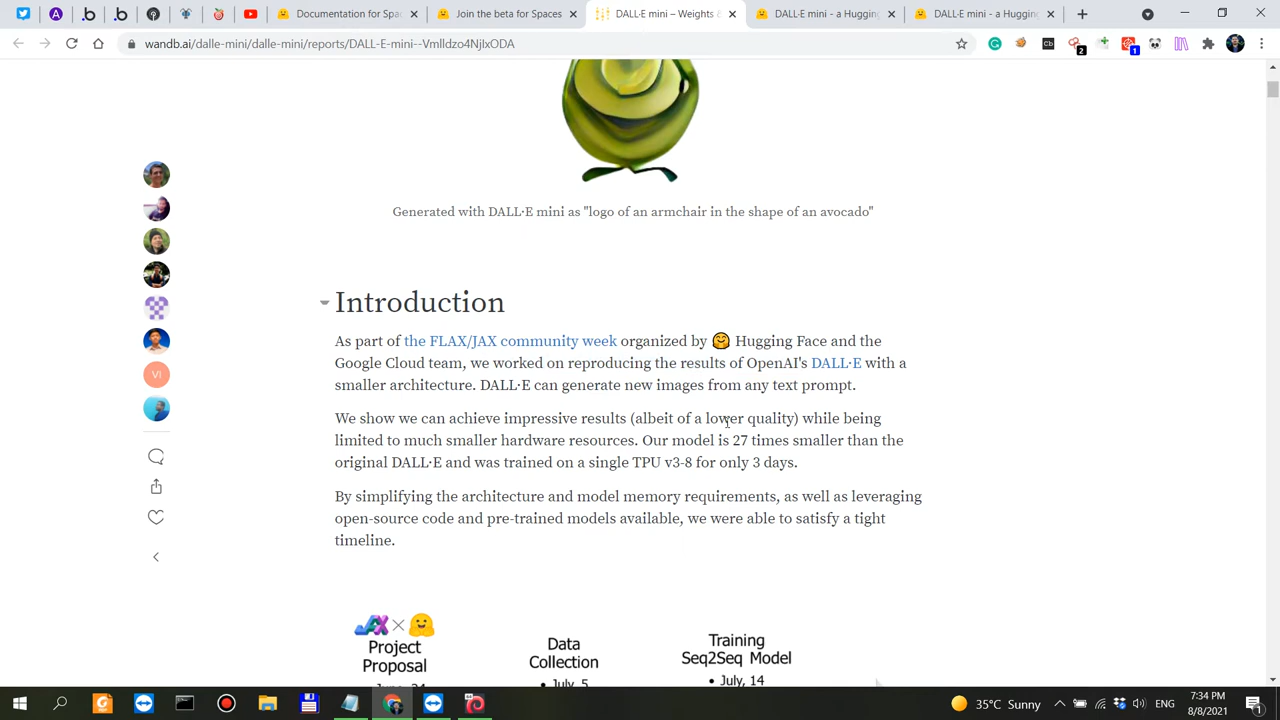 Documentation for Spaces
Join the beta for Spaces
DALL·E mini – Weights &
DALL·E mini - a Hugging
DALL·E mini - a Hugging
wandb.ai/dalle-mini/dalle-mini/reports/DALL-E-mini--Vmlldzo4NjIxODA
Generated with DALL·E mini as "logo of an armchair in the shape of an avocado"
Introduction
As part of the FLAX/JAX community week organized by 🤗 Hugging Face and the
Google Cloud team, we worked on reproducing the results of OpenAI's DALL·E with a
smaller architecture. DALL·E can generate new images from any text prompt.
We show we can achieve impressive results (albeit of a lower quality) while being
limited to much smaller hardware resources. Our model is 27 times smaller than the
original DALL·E and was trained on a single TPU v3-8 for only 3 days.
By simplifying the architecture and model memory requirements, as well as leveraging
open-source code and pre-trained models available, we were able to satisfy a tight
timeline.
VI
JAX
Project
Proposal
Data
Collection
• July, 5
Training
Seq2Seq Model
• July, 14
35°C Sunny
ENG
7:34 PM
8/8/2021